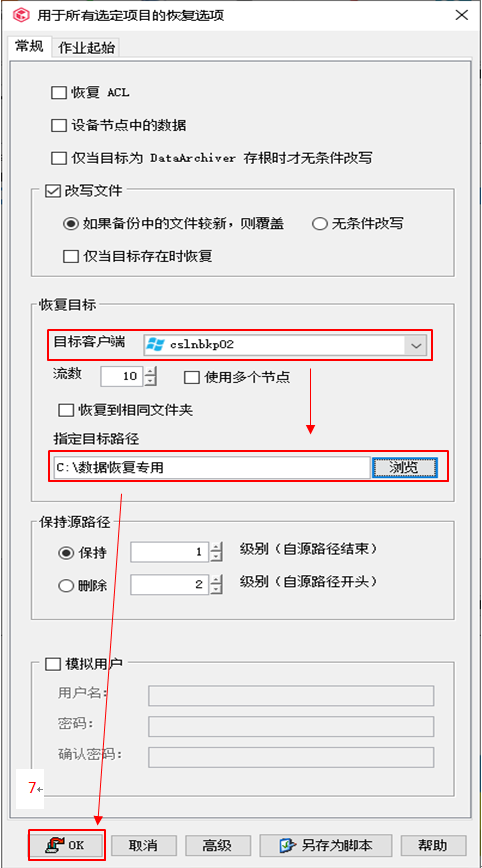 用于所有选定项目的恢复选项
常规 作业起始
恢复 ACL
设备节点中的数据
仅当目标为 DataArchiver 存根时才无条件改写
改写文件
如果备份中的文件较新，则覆盖 无条件改写
仅当目标存在时恢复
恢复目标
目标客户端 cslnbkp02
流数 10 使用多个节点
恢复到相同文件夹
指定目标路径
C:\数据恢复专用 浏览
保持源路径
保持 1 级别（自源路径结束）
删除 2 级别（自源路径开头）
模拟用户
用户名：
密码：
确认密码：
7
OK 取消 高级 另存为脚本 帮助